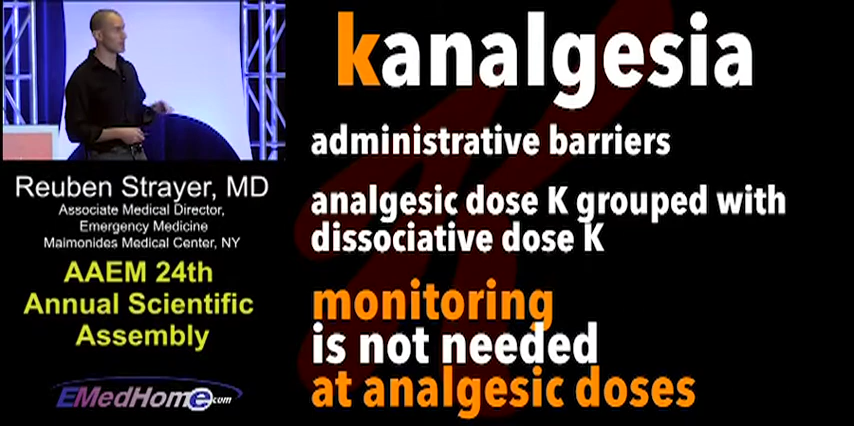 kanalgesia
administrative barriers
analgesic dose K grouped with
dissociative dose K
monitoring
is not needed
at analgesic doses
Reuben Strayer, MD
Associate Medical Director,
Emergency Medicine
Maimonides Medical Center, NY
AAEM 24th
Annual Scientific
Assembly
EMedHome.com